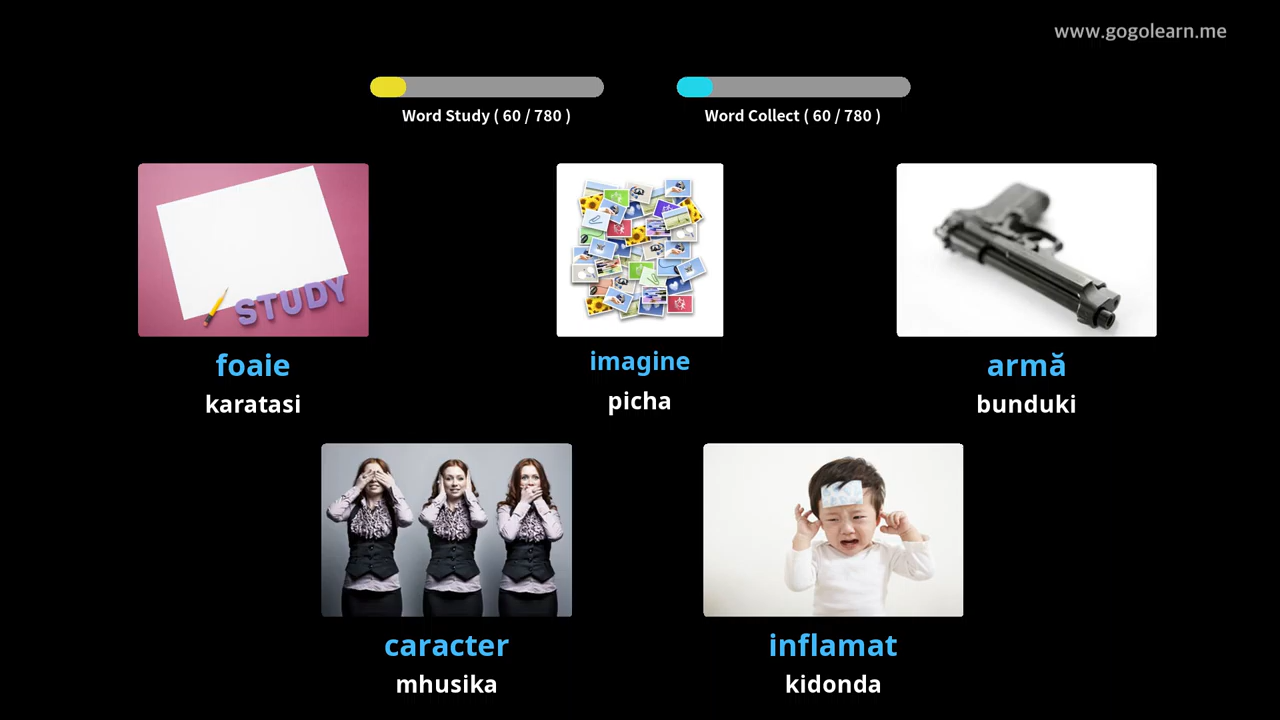 www.gogolearn.me
Word Study ( 60 / 780 )
Word Collect ( 60 / 780 )
STUDY
foaie
karatasi
imagine
picha
armă
bunduki
caracter
mhusika
inflamat
kidonda